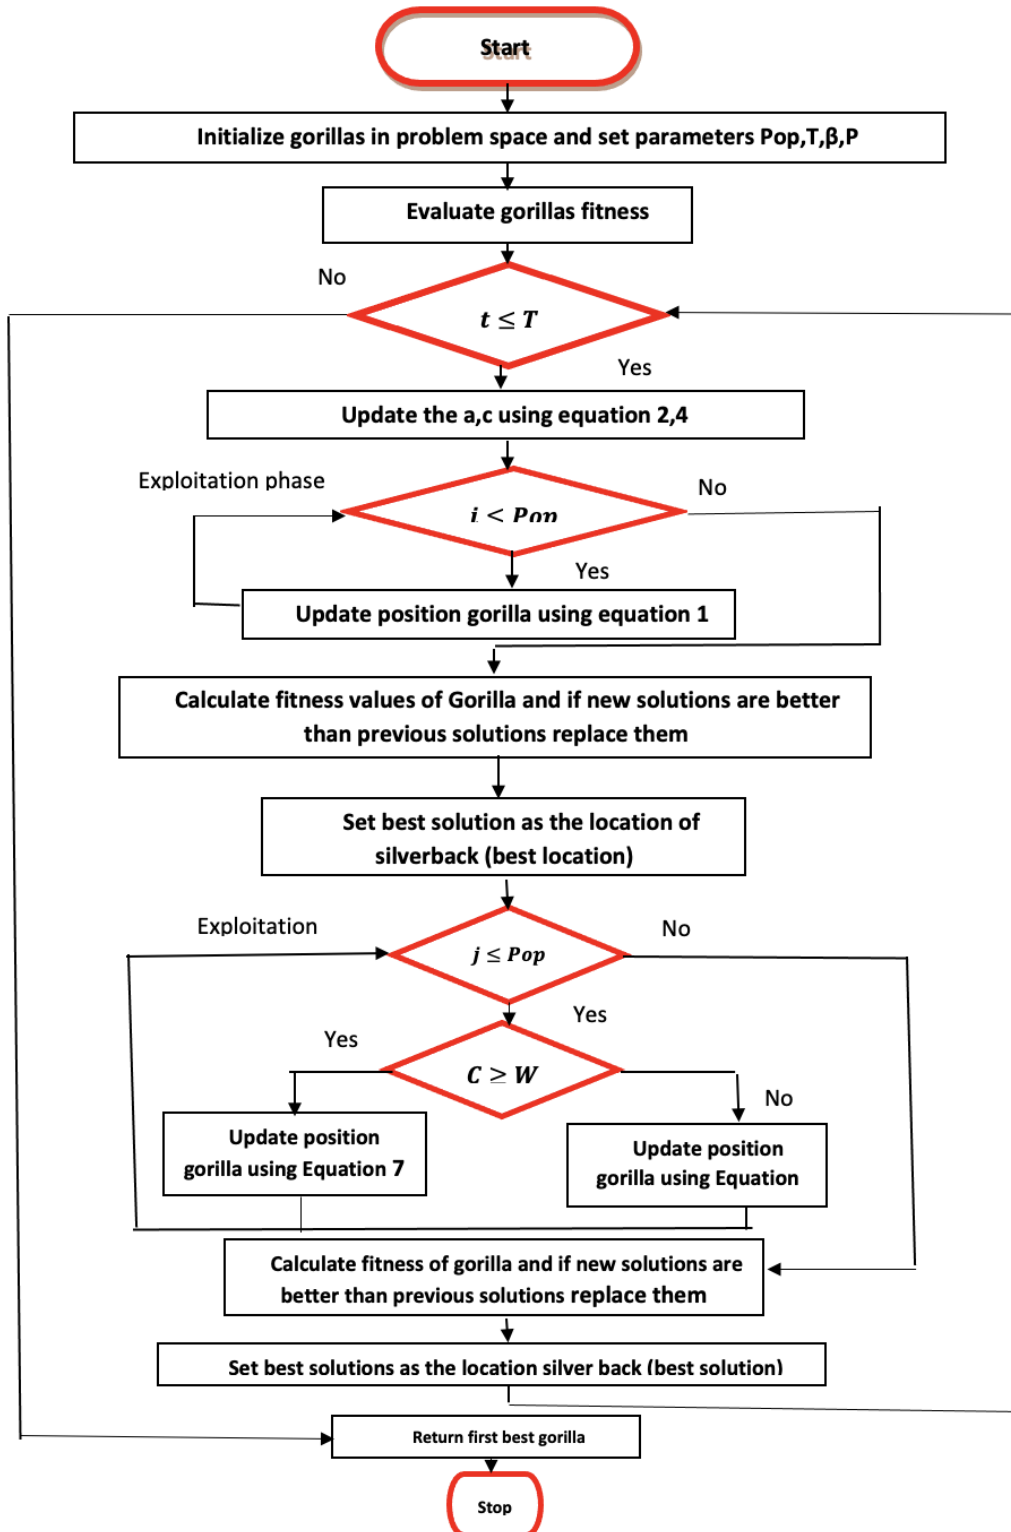 Start
Initialize gorillas in problem space and set parameters Pop,T,β,P
Evaluate gorillas fitness
No
t ≤ T
Yes
Update the a,c using equation 2,4
Exploitation phase
No
Pop
Yes
Update position gorilla using equation 1
Calculate fitness values of Gorilla and if new solutions are better
than previous solutions replace them
Set best solution as the location of
silverback (best location)
Exploitation
No
j ≤ Pop
Yes
Yes
C ≥ W
No
Update position
gorilla using Equation 7
Update position
gorilla using Equation
Calculate fitness of gorilla and if new solutions are
better than previous solutions replace them
Set best solutions as the location silver back (best solution)
Return first best gorilla
Stop